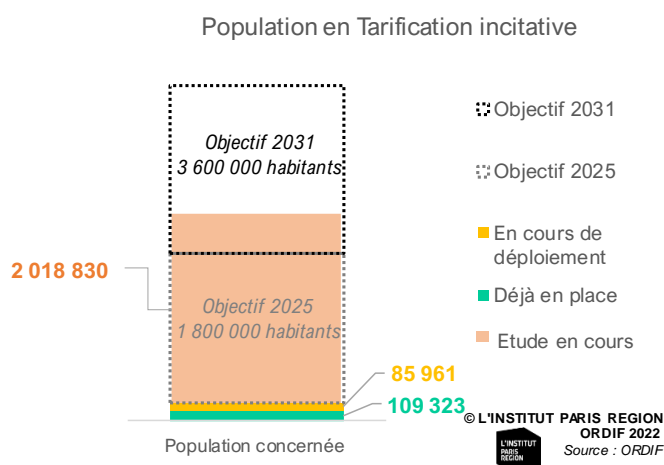 Population en Tarification incitative
Objectif 2031
3 600 000 habitants
2 018 830
Objectif 2025
1 800 000 habitants
85 961
109 323
Population concernée
Objectif 2031
Objectif 2025
En cours de
déploiement
Déjà en place
Etude en cours
© L'INSTITUT PARIS REGION
ORDIF 2022
Source : ORDIF
L'INSTITUT
PARIS
REGION